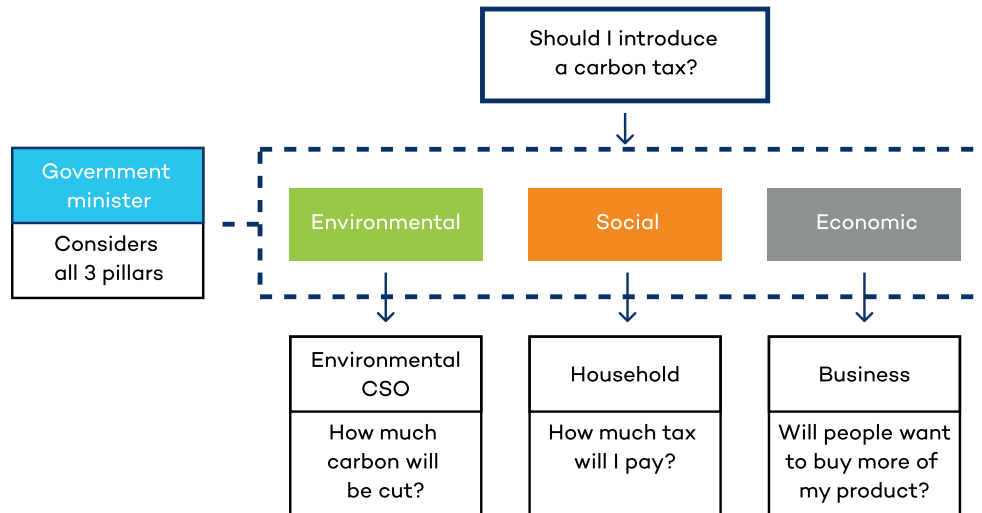 Should I introduce
a carbon tax?
Government
minister
Considers
all 3 pillars
Environmental
Social
Economic
Environmental
CSO
How much
carbon will
be cut?
Household
How much tax
will I pay?
Business
Will people want
to buy more of
my product?